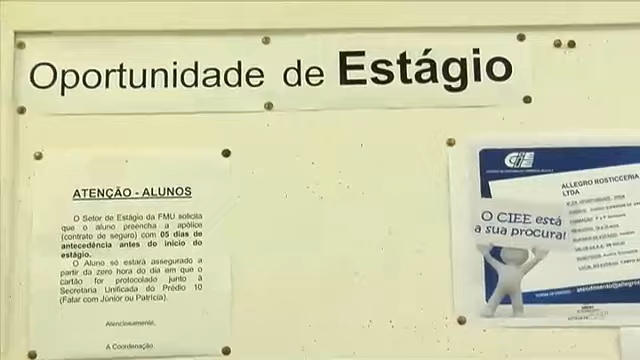 Oportunidade de Estágio
ATENÇÃO - ALUNOS
O Setor de Estágio da FMU solicita
que o aluno preencha a apólice
(contrato de seguro) com 05 dias de
antecedência antes do início do
estágio.
O Aluno só estará assegurado a
partir da zero hora do dia em que o
cartão for protocolado junto à
Secretaria Unificada do Prédio 10
(Falar com Júnior ou Patrícia).
Atenciosamente,
A Coordenação.
ALLEGRO ROSTICCERIA
LTDA
O CIEE está
a sua procura!